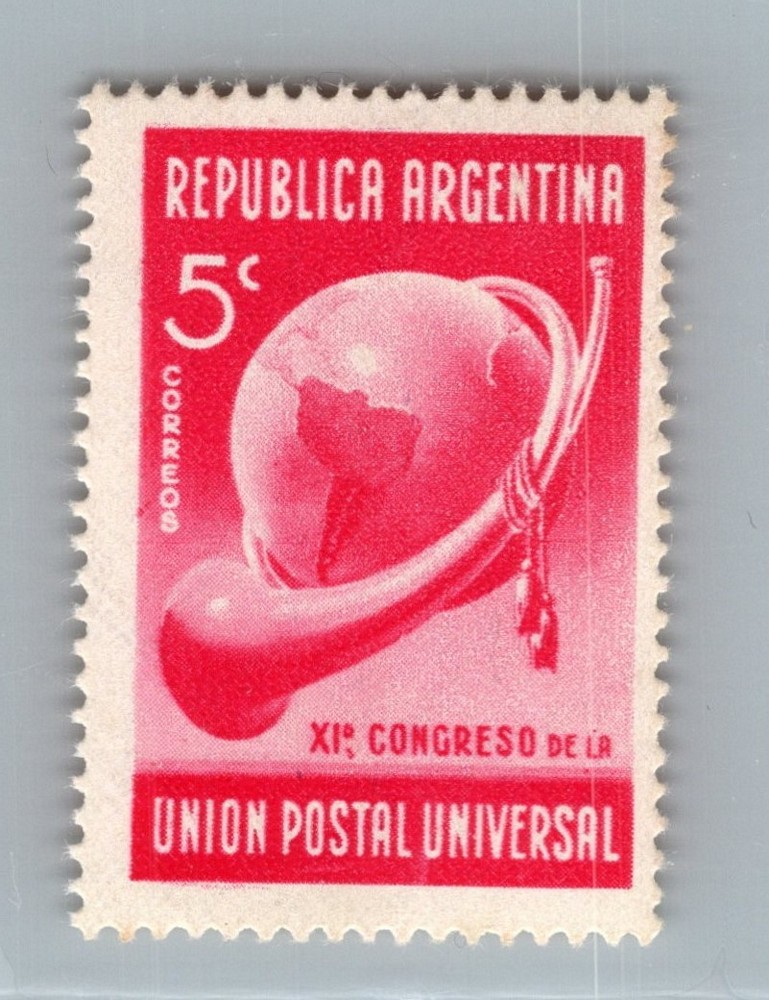 REPUBLICA ARGENTINA
5c
CORREOS
XIº CONGRESO DE LA
UNION POSTAL UNIVERSAL